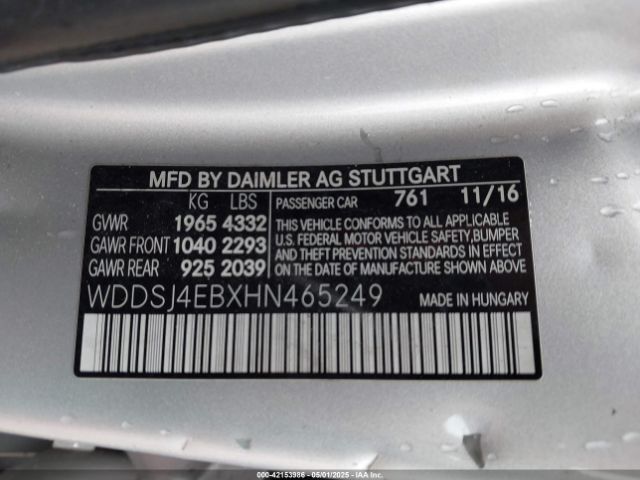 MFD BY DAIMLER AG STUTTGART
KG LBS PASSENGER CAR 761 11/16
GVWR 1965 4332 THIS VEHICLE CONFORMS TO ALL APPLICABLE
GAWR FRONT 1040 2293 U.S. FEDERAL MOTOR VEHICLE SAFETY,BUMPER
AND THEFT PREVENTION STANDARDS IN EFFECT
GAWR REAR 925 2039 ON THE DATE OF MANUFACTURE SHOWN ABOVE.
WDDSJ4EBXHN465249 MADE IN HUNGARY
000-42153986 - 05/01/2025 - IAA Inc.